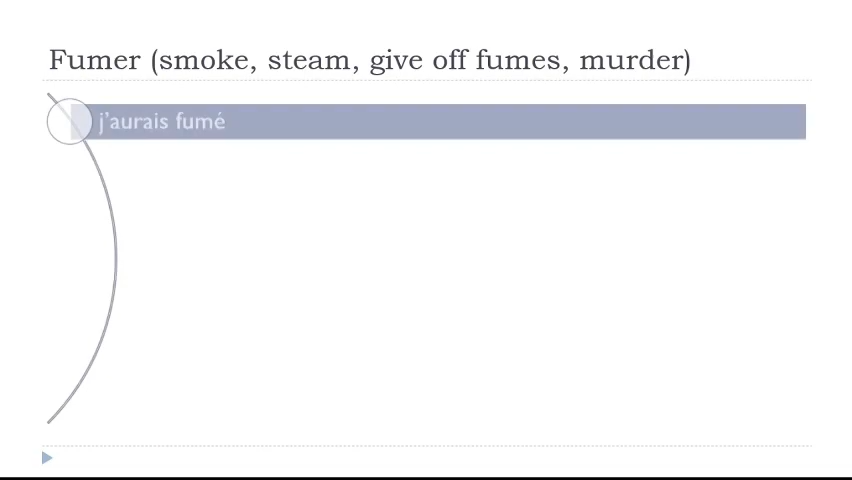 Fumer (smoke, steam, give off fumes, murder)
j'aurais fumé